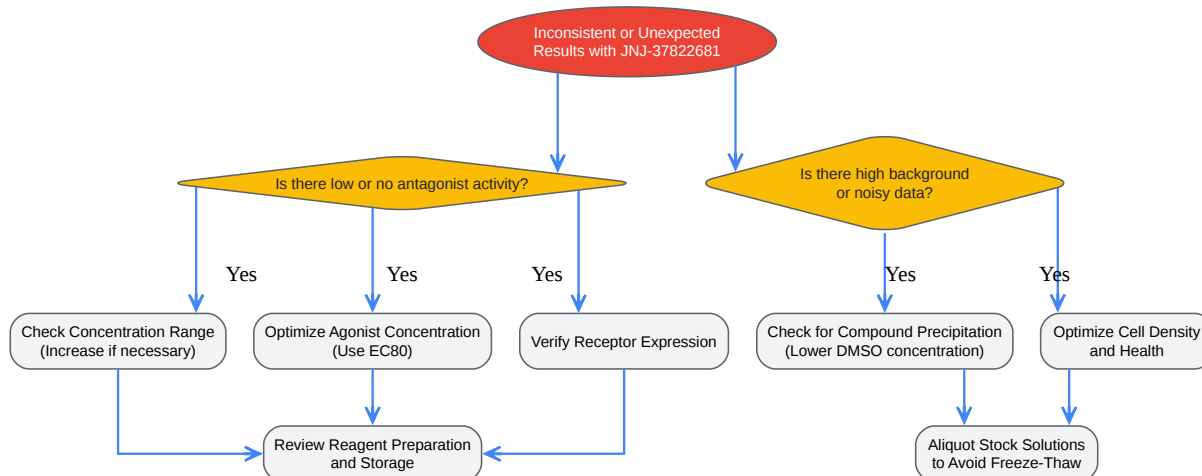 Inconsistent or Unexpected
Results with JNJ-37822681
Is there low or no antagonist activity?
Is there high background
or noisy data?
Yes
Yes
Yes
Yes
Yes
Check Concentration Range
(Increase if necessary)
Optimize Agonist Concentration
(Use EC80)
Verify Receptor Expression
Check for Compound Precipitation
(Lower DMSO concentration)
Optimize Cell Density
and Health
Review Reagent Preparation
and Storage
Aliquot Stock Solutions
to Avoid Freeze-Thaw